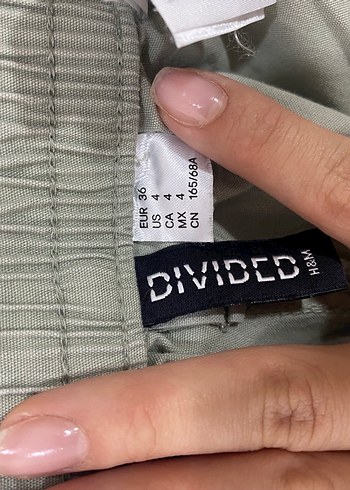 EUR 36
US 4
CA 4
MX 4
CN 165/68A
DIVIDED
H&M